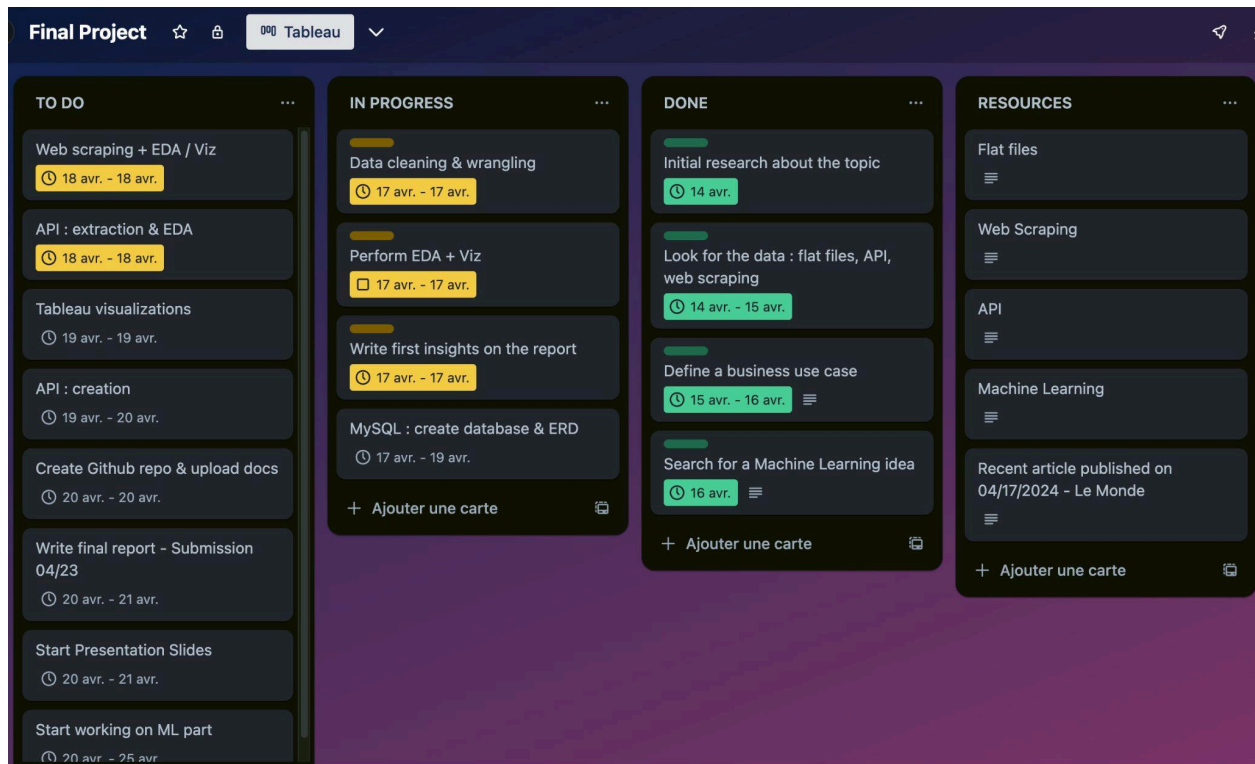 Final Project
Tableau
TO DO
Web scraping + EDA / Viz
18 avr. - 18 avr.
API : extraction & EDA
18 avr. - 18 avr.
Tableau visualizations
19 avr. - 19 avr.
API : creation
19 avr. - 20 avr.
Create Github repo & upload docs
20 avr. - 20 avr.
Write final report - Submission
04/23
20 avr. - 21 avr.
Start Presentation Slides
20 avr. - 21 avr.
Start working on ML part
20 avr. - 25 avr.
IN PROGRESS
Data cleaning & wrangling
17 avr. - 17 avr.
Perform EDA + Viz
17 avr. - 17 avr.
Write first insights on the report
17 avr. - 17 avr.
MySQL : create database & ERD
17 avr. - 19 avr.
Ajouter une carte
DONE
Initial research about the topic
14 avr.
Look for the data : flat files, API,
web scraping
14 avr. - 15 avr.
Define a business use case
15 avr. - 16 avr.
Search for a Machine Learning idea
16 avr.
Ajouter une carte
RESOURCES
Flat files
Web Scraping
API
Machine Learning
Recent article published on
04/17/2024 - Le Monde
Ajouter une carte